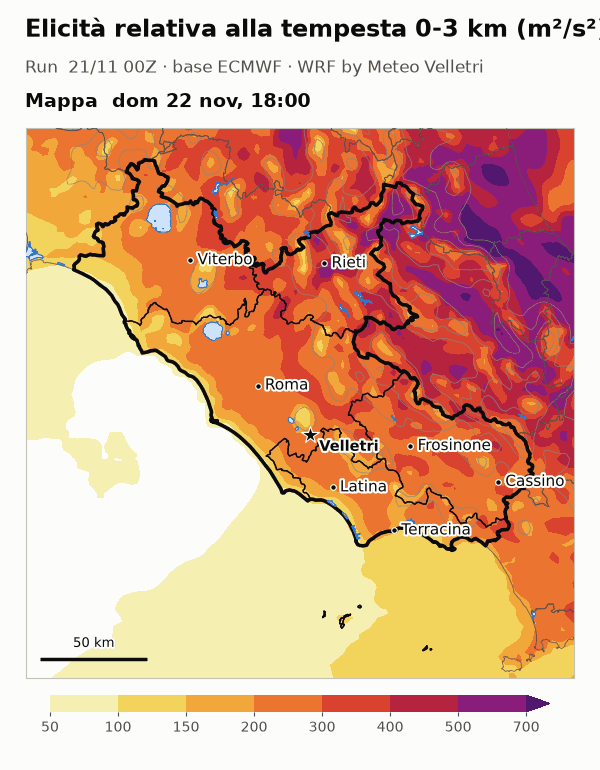 Elicità relativa alla tempesta 0-3 km (m²/s²)
Run 21/11 00Z · base ECMWF · WRF by Meteo Velletri
Mappa dom 22 nov, 18:00
Viterbo
Rieti
Roma
Velletri
Frosinone
Latina
Cassino
Terracina
50 km
50 100 150 200 300 400 500 700